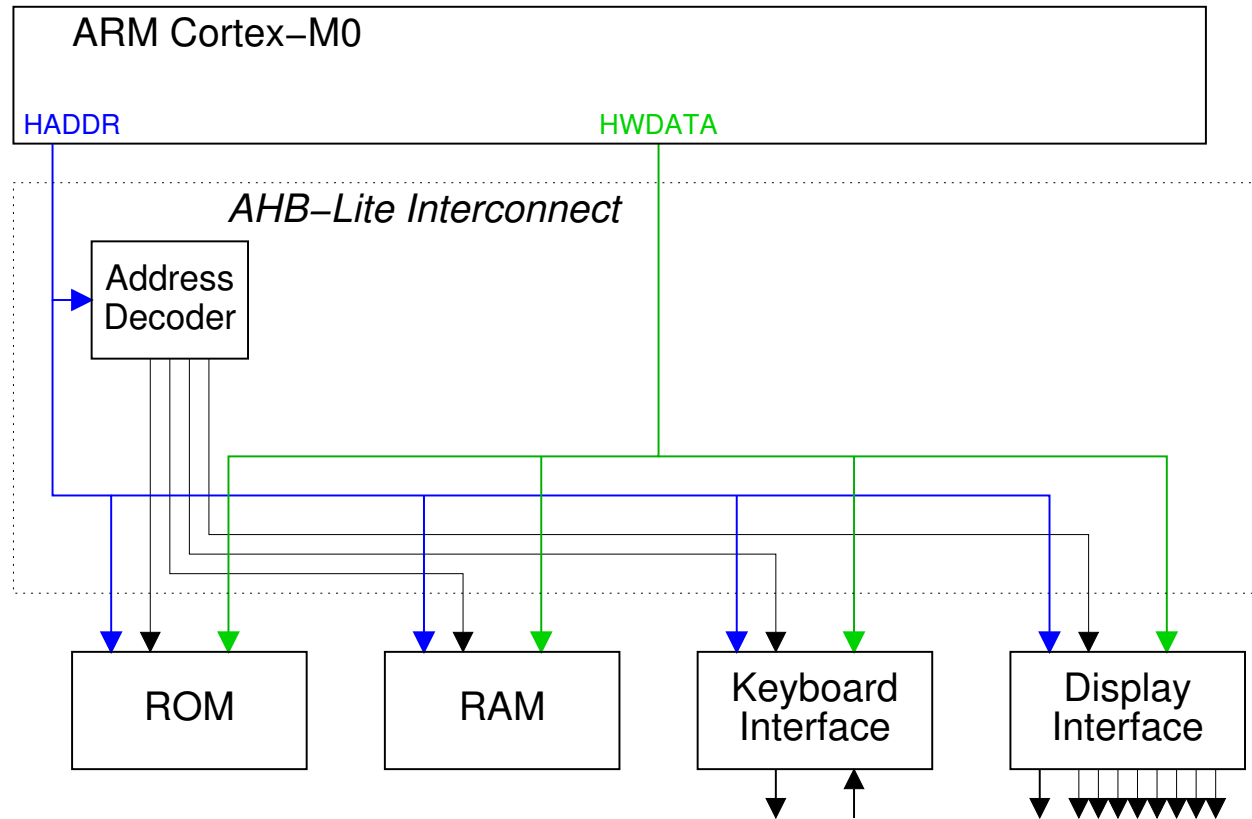 ARM Cortex−M0
HADDR
HWDATA
AHB−Lite Interconnect
Address
Decoder
ROM
RAM
Keyboard
Interface
Display
Interface